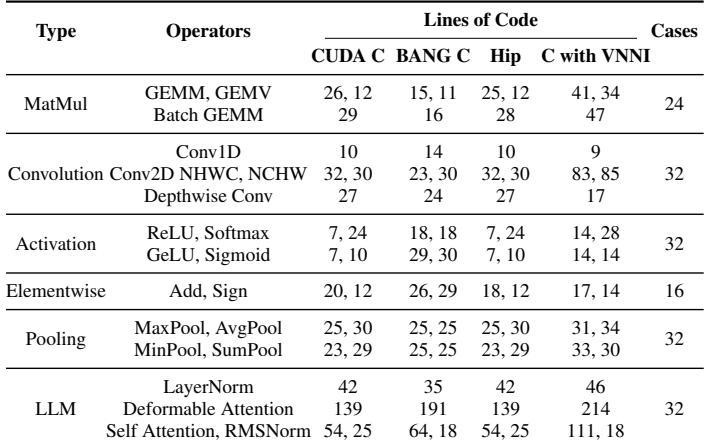 Type Operators Lines of Code Cases
CUDA C BANG C Hip C with VNNI
MatMul GEMM, GEMV 26, 12 15, 11 25, 12 41, 34 24
Batch GEMM 29 16 28 47
Convolution Conv1D 10 14 10 9 32
Conv2D NHWC, NCHW 32, 30 23, 30 32, 30 83, 85
Depthwise Conv 27 24 27 17
Activation ReLU, Softmax 7, 24 18, 18 7, 24 14, 28 32
GeLU, Sigmoid 7, 10 29, 30 7, 10 14, 14
Elementwise Add, Sign 20, 12 26, 29 18, 12 17, 14 16
Pooling MaxPool, AvgPool 25, 30 25, 25 25, 30 31, 34 32
MinPool, SumPool 23, 29 25, 25 23, 29 33, 30
LLM LayerNorm 42 35 42 46 32
Deformable Attention 139 191 139 214
Self Attention, RMSNorm 54, 25 64, 18 54, 25 111, 18